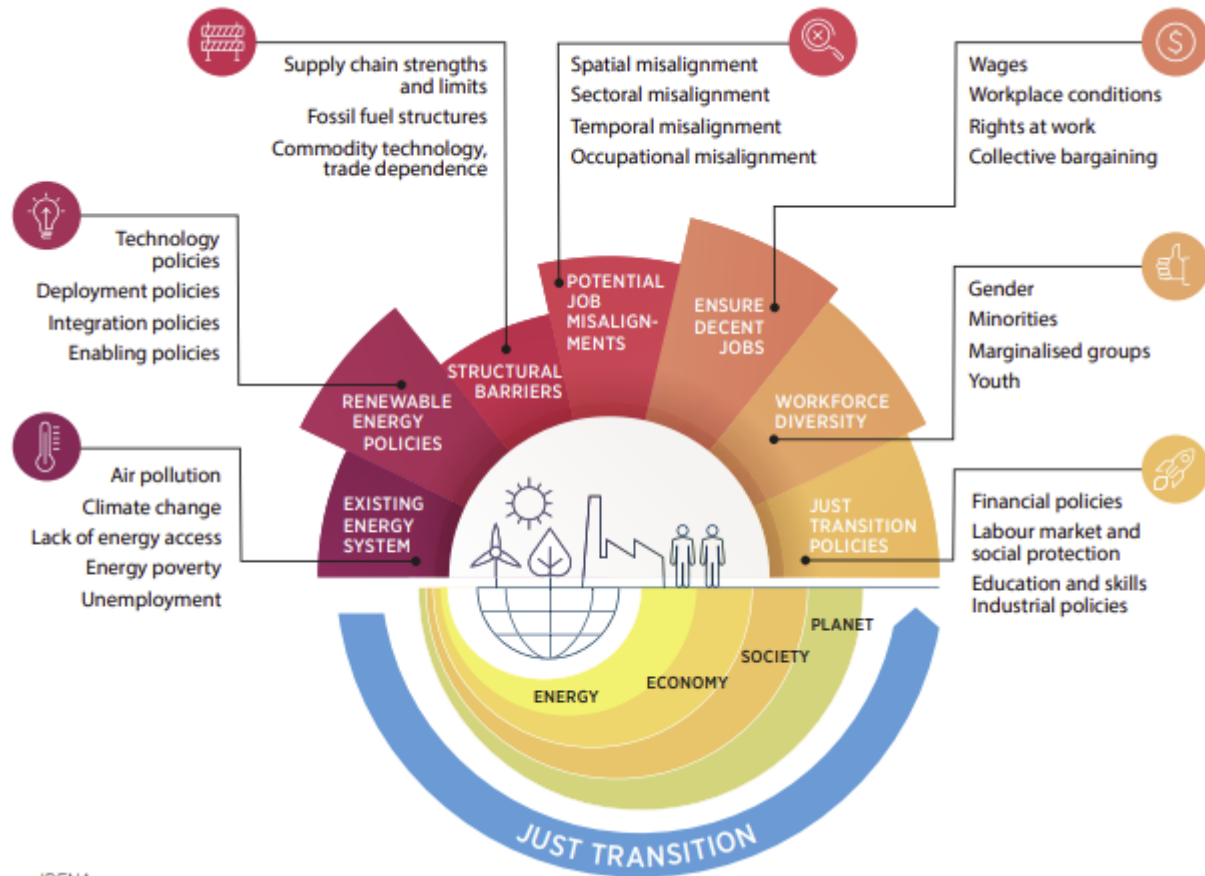 Supply chain strengths
and limits
Fossil fuel structures
Commodity technology,
trade dependence
Spatial misalignment
Sectoral misalignment
Temporal misalignment
Occupational misalignment
$
Wages
Workplace conditions
Rights at work
Collective bargaining
Technology
policies
Deployment policies
Integration policies
Enabling policies
Gender
Minorities
Marginalised groups
Youth
Air pollution
Climate change
Lack of energy access
Energy poverty
Unemployment
Financial policies
Labour market and
social protection
Education and skills
Industrial policies
EXISTING
ENERGY
SYSTEM
RENEWABLE
ENERGY
POLICIES
STRUCTURAL
BARRIERS
POTENTIAL
JOB
MISALIGN-
MENTS
ENSURE
DECENT
JOBS
WORKFORCE
DIVERSITY
JUST
TRANSITION
POLICIES
ENERGY
ECONOMY
SOCIETY
PLANET
JUST TRANSITION